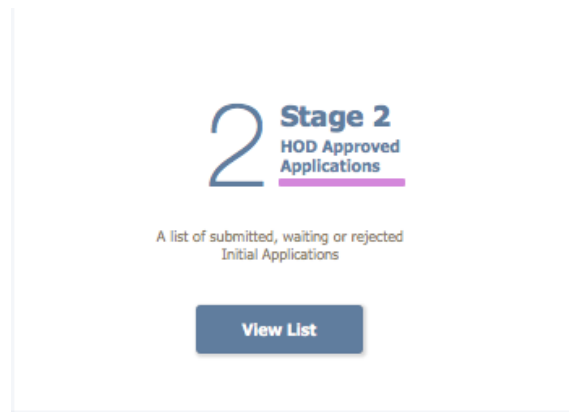 2
Stage 2
HOD Approved
Applications
A list of submitted, waiting or rejected
Initial Applications
View List